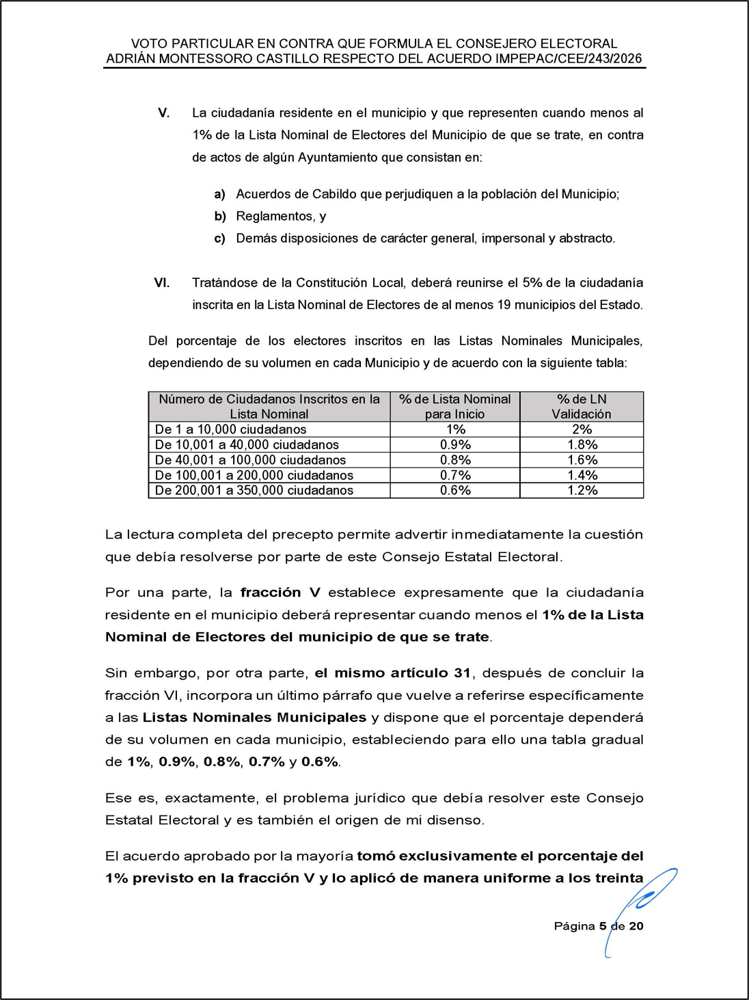 VOTO PARTICULAR EN CONTRA QUE FORMULA EL CONSEJERO ELECTORAL
ADRIÁN MONTESSORO CASTILLO RESPECTO DEL ACUERDO IMPEPAC/CEE/243/2026
V. La ciudadanía residente en el municipio y que representen cuando menos al
1% de la Lista Nominal de Electores del Municipio de que se trate, en contra
de actos de algún Ayuntamiento que consistan en:
a) Acuerdos de Cabildo que perjudiquen a la población del Municipio;
b) Reglamentos, y
c) Demás disposiciones de carácter general, impersonal y abstracto.
VI. Tratándose de la Constitución Local, deberá reunirse el 5% de la ciudadanía
inscrita en la Lista Nominal de Electores de al menos 19 municipios del Estado.
Del porcentaje de los electores inscritos en las Listas Nominales Municipales,
dependiendo de su volumen en cada Municipio y de acuerdo con la siguiente tabla:
Número de Ciudadanos Inscritos en la Lista Nominal | % de Lista Nominal para Inicio | % de LN Validación
De 1 a 10,000 ciudadanos 1% 2%
De 10,001 a 40,000 ciudadanos 0.9% 1.8%
De 40,001 a 100,000 ciudadanos 0.8% 1.6%
De 100,001 a 200,000 ciudadanos 0.7% 1.4%
De 200,001 a 350,000 ciudadanos 0.6% 1.2%
La lectura completa del precepto permite advertir inmediatamente la cuestión
que debía resolverse por parte de este Consejo Estatal Electoral.
Por una parte, la fracción V establece expresamente que la ciudadanía
residente en el municipio deberá representar cuando menos el 1% de la Lista
Nominal de Electores del municipio de que se trate.
Sin embargo, por otra parte, el mismo artículo 31, después de concluir la
fracción VI, incorpora un último párrafo que vuelve a referirse específicamente
a las Listas Nominales Municipales y dispone que el porcentaje dependerá
de su volumen en cada municipio, estableciendo para ello una tabla gradual
de 1%, 0.9%, 0.8%, 0.7% y 0.6%.
Ese es, exactamente, el problema jurídico que debía resolver este Consejo
Estatal Electoral y es también el origen de mi disenso.
El acuerdo aprobado por la mayoría tomó exclusivamente el porcentaje del
1% previsto en la fracción V y lo aplicó de manera uniforme a los treinta
Página 5 de 20